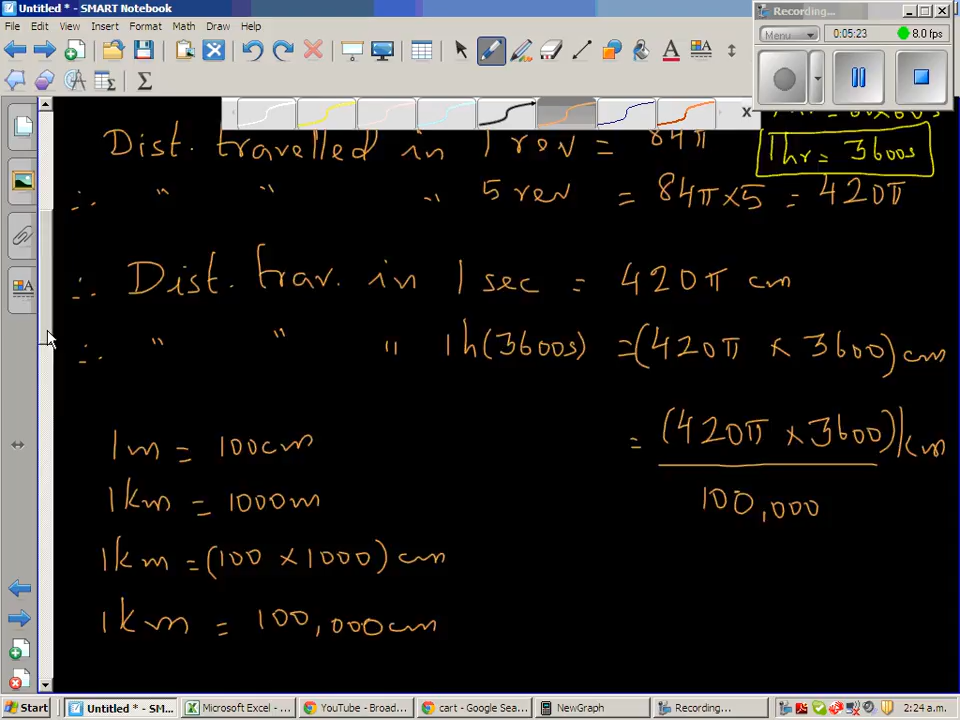 Untitled * - SMART Notebook
Recording...
File Edit View Insert Format Math Draw Help
Menu 0:05:23 8.0 fps
Dist. travelled in 1 rev = 84π
1hr = 3600s
∴ " " " 5 rev = 84π×5 = 420π
∴ Dist. trav. in 1 sec = 420π cm
∴ " " " 1h(3600s) =(420π × 3600) cm
1m = 100cm
= (420π × 3600) km
100,000
1km = 1000m
1km = (100 × 1000) cm
1km = 100,000cm
Start Untitled * - SM... Microsoft Excel - ... YouTube - Broad... cart - Google Sea... NewGraph Recording... 2:24 a.m.